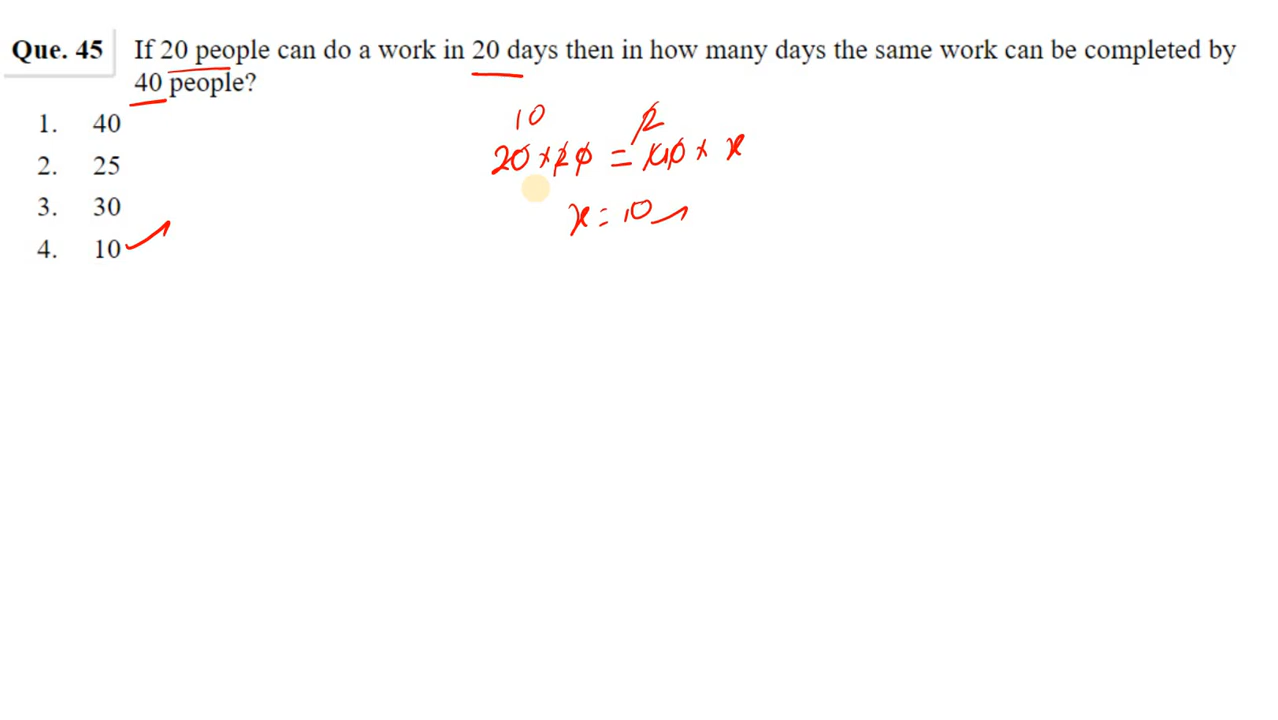 Que. 45 If 20 people can do a work in 20 days then in how many days the same work can be completed by
40 people?
1. 40
2. 25
3. 30
4. 10
10 2
20 × 20 = 40 × x
x = 10